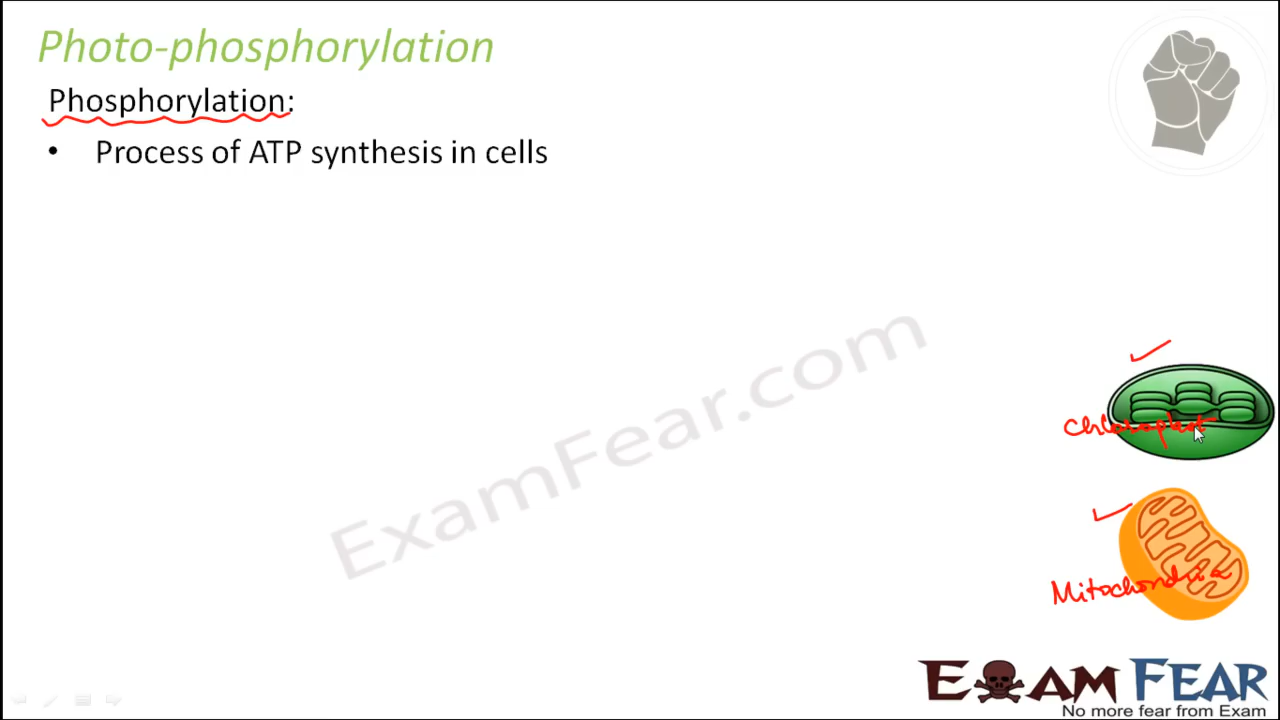 Photo-phosphorylation
Phosphorylation:
• Process of ATP synthesis in cells
ExamFear.com
Mitochondria
EXAM FEAR
No more fear from Exam